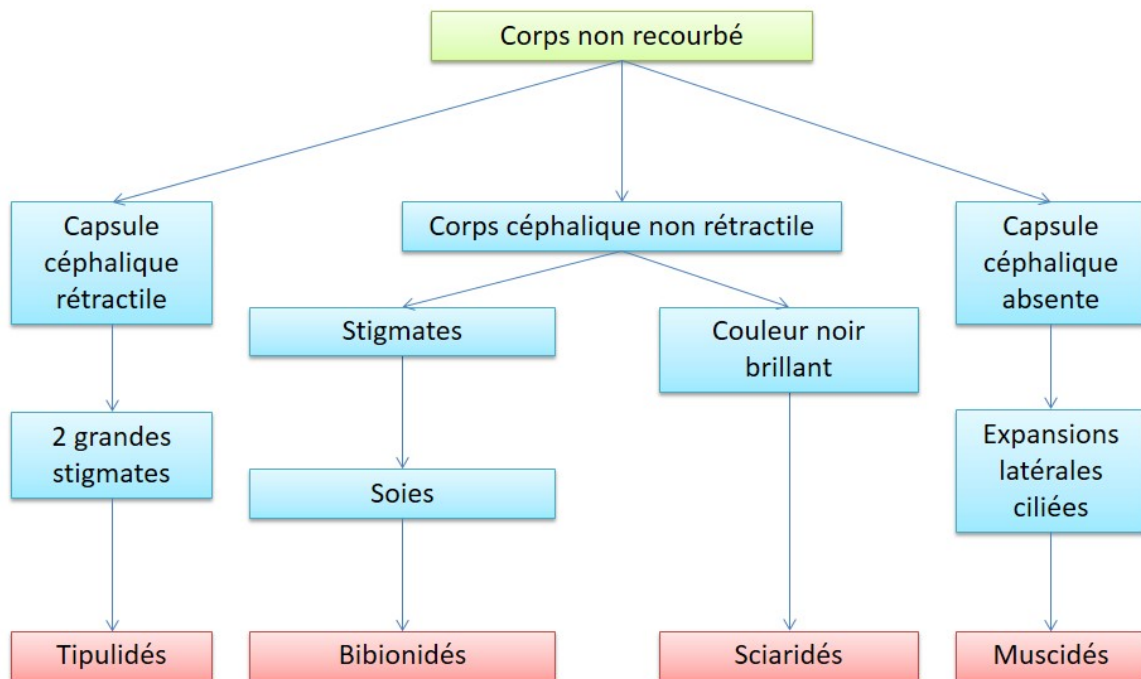 Corps non recourbé
Capsule
céphalique
rétractile
Corps céphalique non rétractile
Capsule
céphalique
absente
Stigmates
Couleur noir
brillant
2 grandes
stigmates
Soies
Expansions
latérales
ciliées
Tipulidés
Bibionidés
Sciaridés
Muscidés